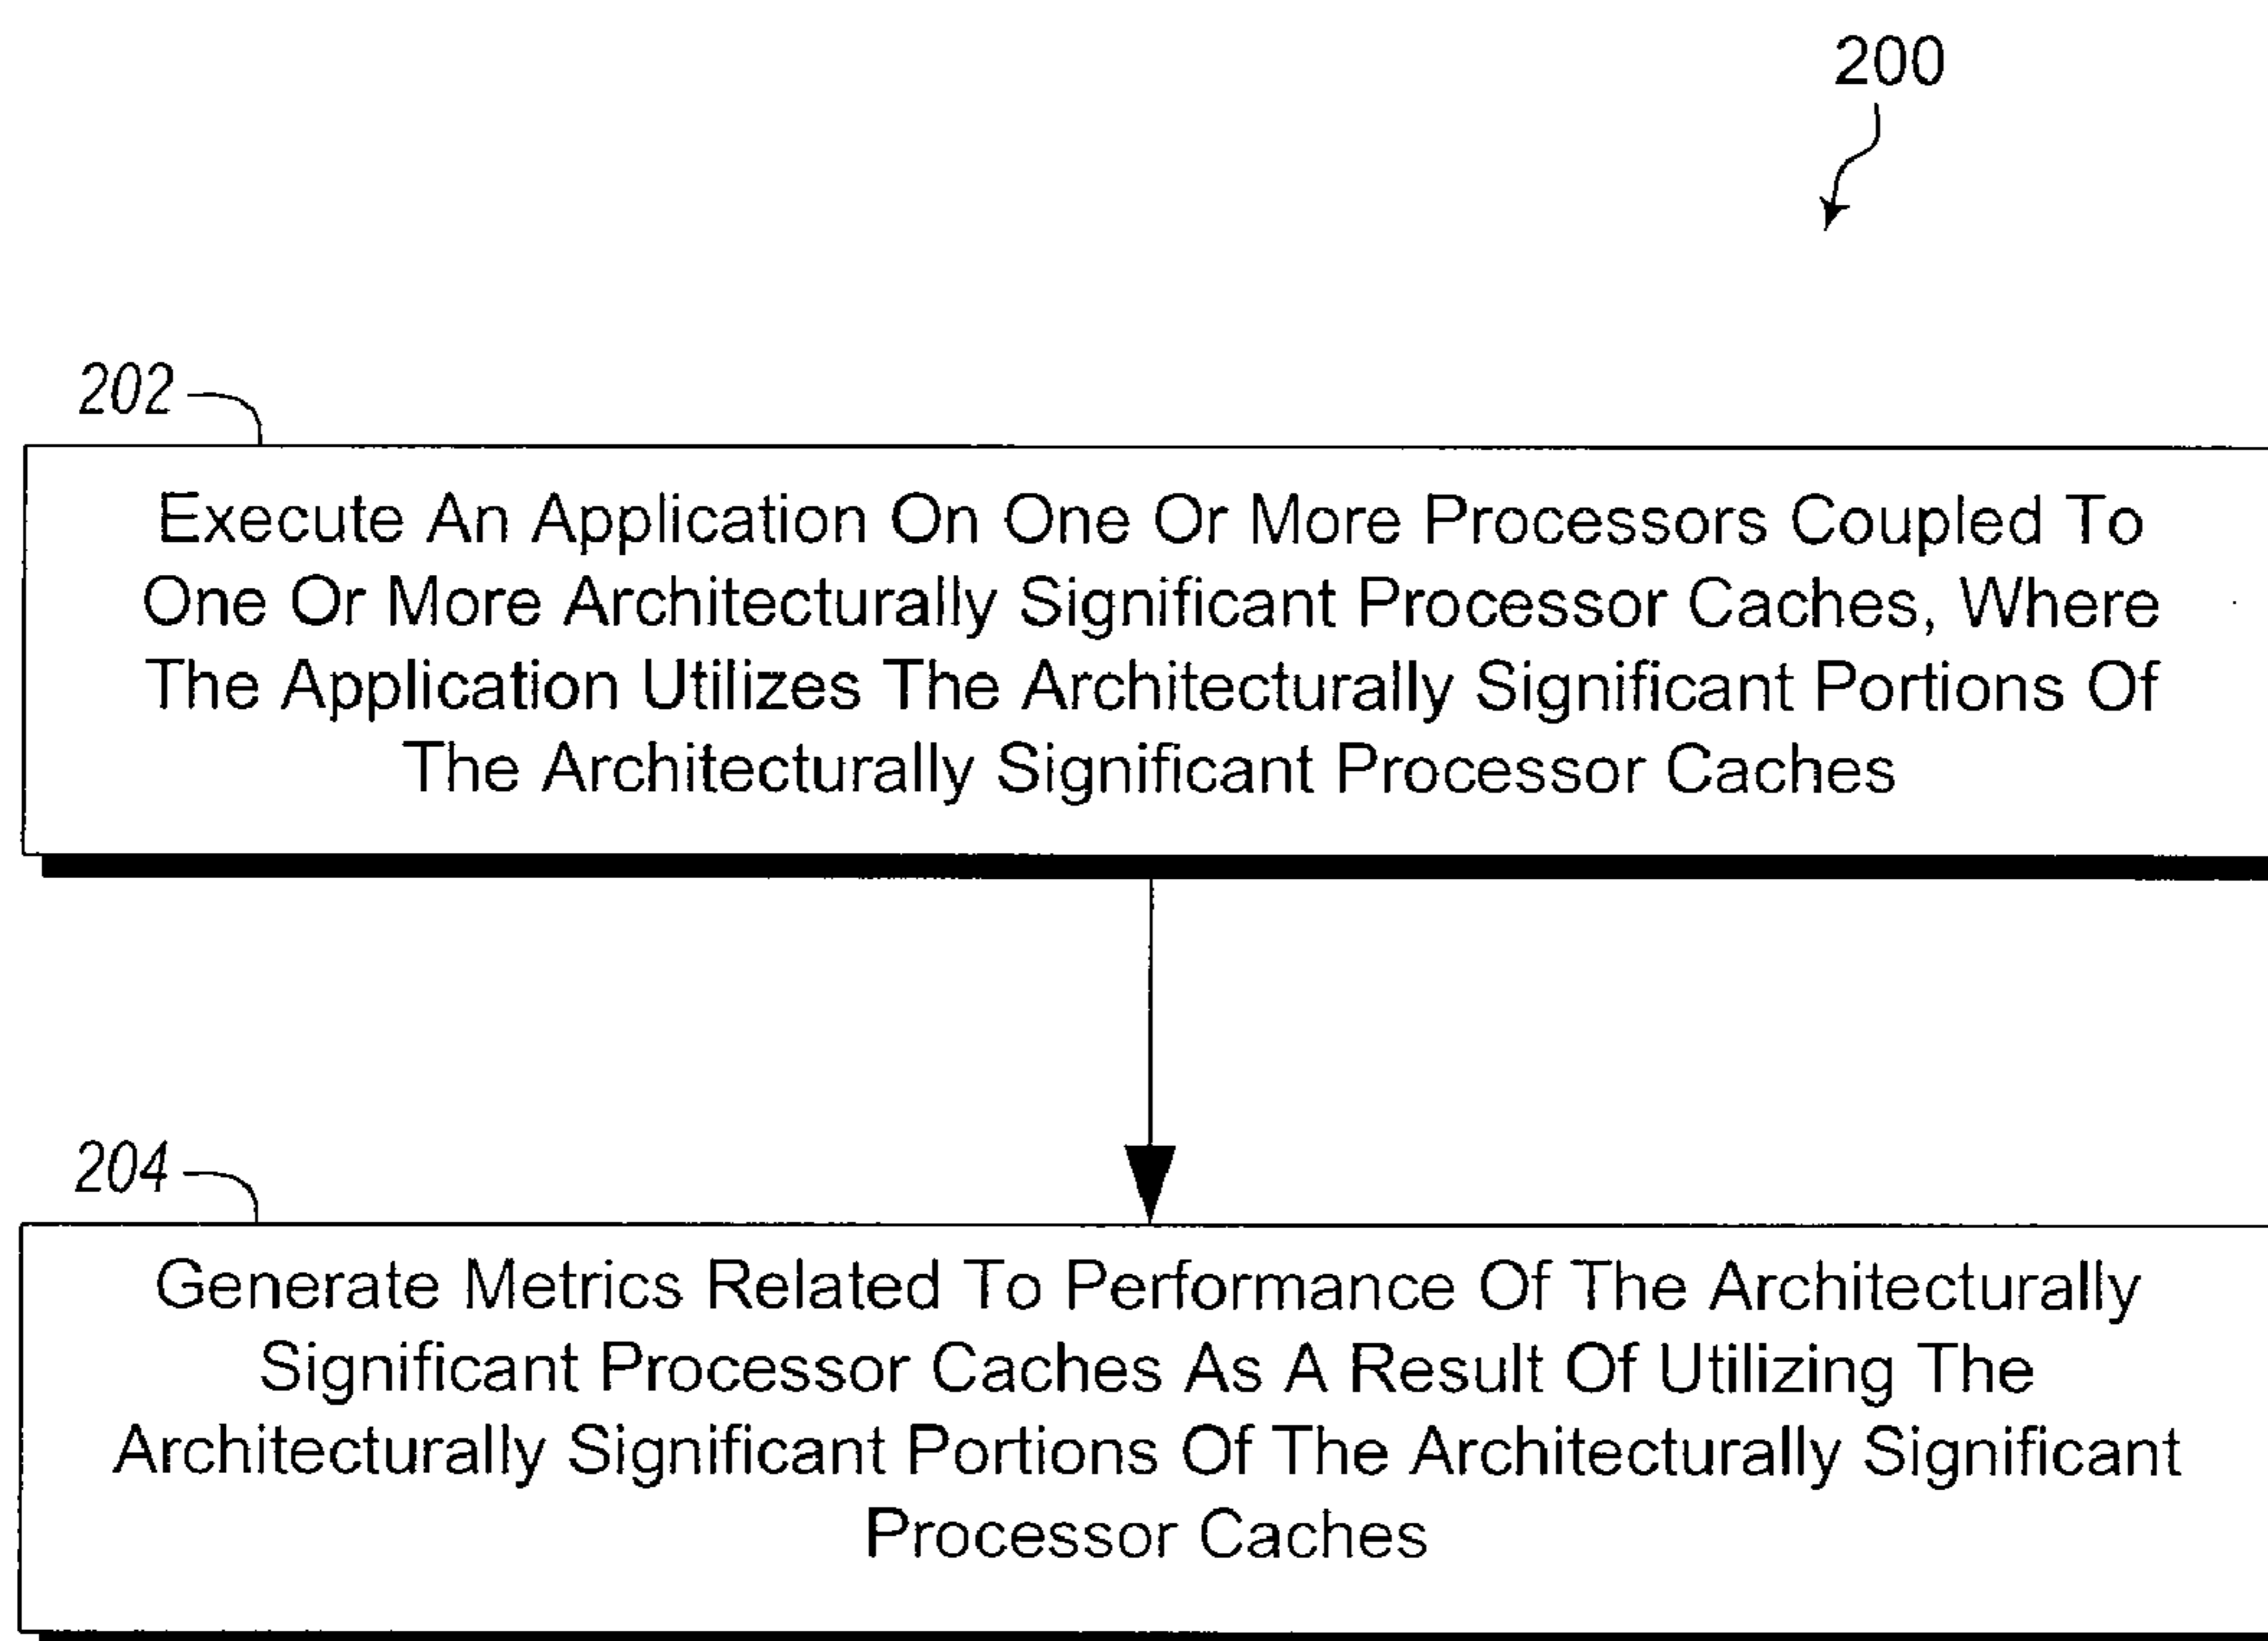 200
202
Execute An Application On One Or More Processors Coupled To
One Or More Architecturally Significant Processor Caches, Where
The Application Utilizes The Architecturally Significant Portions Of
The Architecturally Significant Processor Caches
204
Generate Metrics Related To Performance Of The Architecturally
Significant Processor Caches As A Result Of Utilizing The
Architecturally Significant Portions Of The Architecturally Significant
Processor Caches